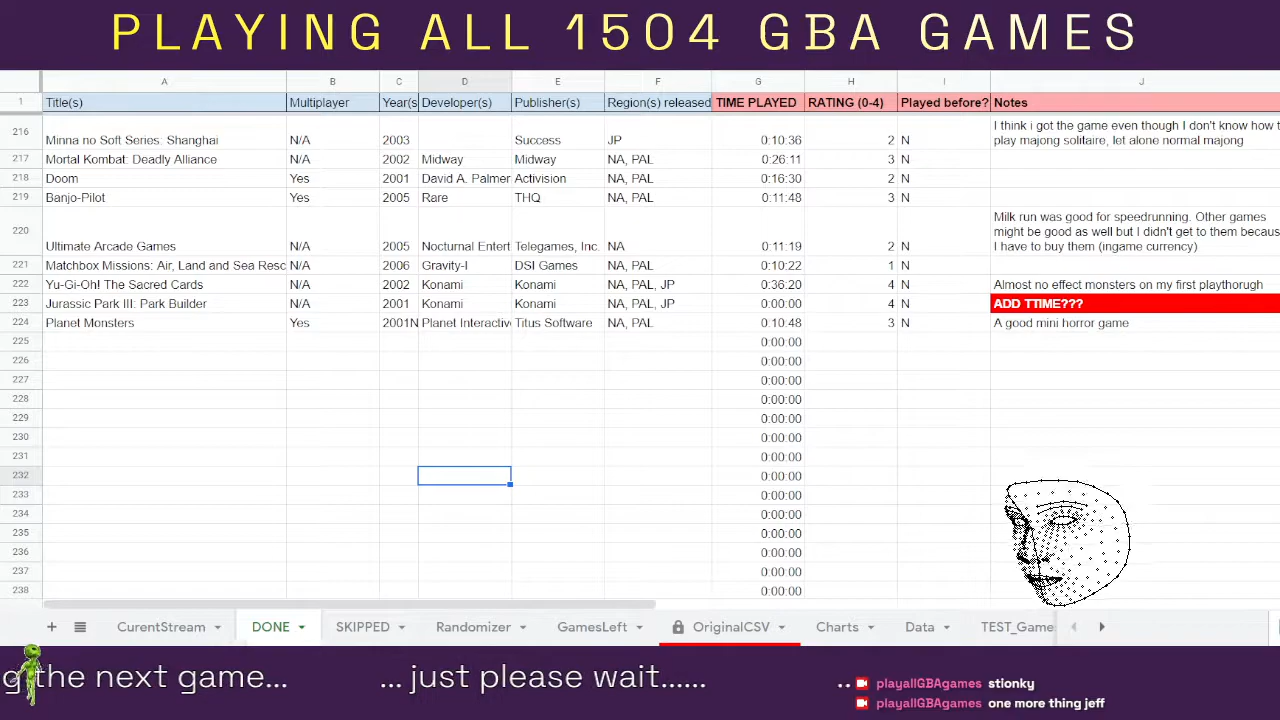 PLAYING ALL 1504 GBA GAMES
A B C D E F G H I J
1 Title(s) Multiplayer Year(s Developer(s) Publisher(s) Region(s) released TIME PLAYED RATING (0-4) Played before? Notes
216 Minna no Soft Series: Shanghai N/A 2003 Success JP 0:10:36 2 N I think i got the game even though I don't know how t
play majong solitaire, let alone normal majong
217 Mortal Kombat: Deadly Alliance N/A 2002 Midway Midway NA, PAL 0:26:11 3 N
218 Doom Yes 2001 David A. Palmer Activision NA, PAL 0:16:30 2 N
219 Banjo-Pilot Yes 2005 Rare THQ NA, PAL 0:11:48 3 N
220 Ultimate Arcade Games N/A 2005 Nocturnal Entert Telegames, Inc. NA 0:11:19 2 N Milk run was good for speedrunning. Other games
might be good as well but I didn't get to them becaus
I have to buy them (ingame currency)
221 Matchbox Missions: Air, Land and Sea Resc N/A 2006 Gravity-I DSI Games NA, PAL 0:10:22 1 N
222 Yu-Gi-Oh! The Sacred Cards N/A 2002 Konami Konami NA, PAL, JP 0:36:20 4 N Almost no effect monsters on my first playthorugh
223 Jurassic Park III: Park Builder N/A 2001 Konami Konami NA, PAL, JP 0:00:00 4 N ADD TTIME???
224 Planet Monsters Yes 2001N Planet Interactiv Titus Software NA, PAL 0:10:48 3 N A good mini horror game
225 0:00:00
226 0:00:00
227 0:00:00
228 0:00:00
229 0:00:00
230 0:00:00
231 0:00:00
232 0:00:00
233 0:00:00
234 0:00:00
235 0:00:00
236 0:00:00
237 0:00:00
238 0:00:00
CurentStream DONE SKIPPED Randomizer GamesLeft OriginalCSV Charts Data TEST_Game
g the next game... ... just please wait...... ..
playallGBAgames stionky
playallGBAgames one more thing jeff